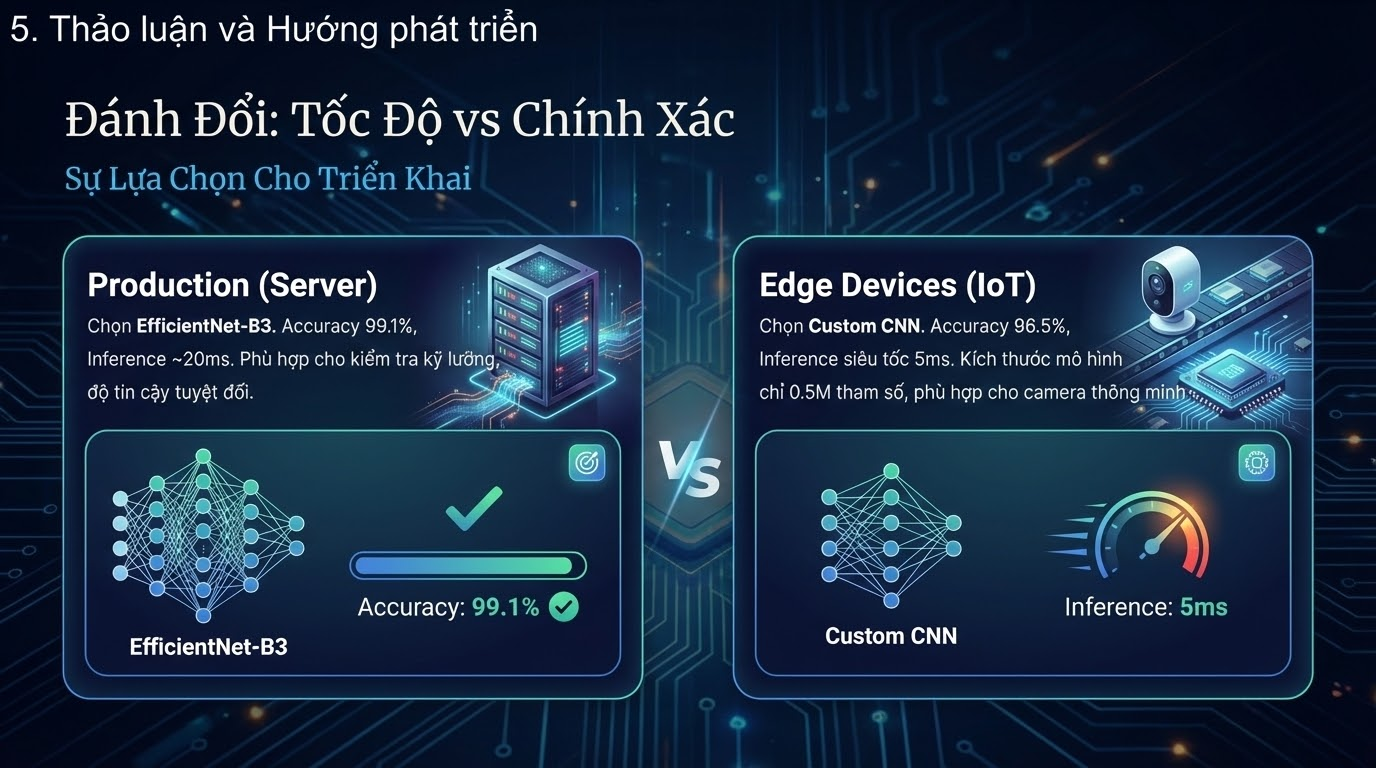 5. Thảo luận và Hướng phát triển
Đánh Đổi: Tốc Độ vs Chính Xác
Sự Lựa Chọn Cho Triển Khai
Production (Server)
Chọn EfficientNet-B3. Accuracy 99.1%,
Inference ~20ms. Phù hợp cho kiểm tra kỹ lưỡng,
độ tin cậy tuyệt đối.
Accuracy: 99.1%
EfficientNet-B3
VS
Edge Devices (IoT)
Chọn Custom CNN. Accuracy 96.5%,
Inference siêu tốc 5ms. Kích thước mô hình
chỉ 0.5M tham số, phù hợp cho camera thông minh.
Inference: 5ms
Custom CNN